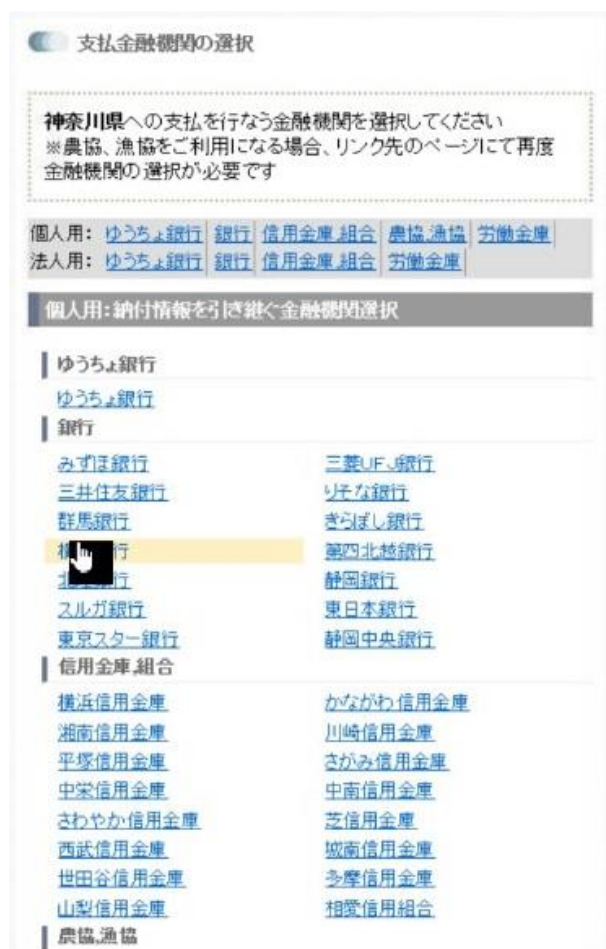 支払金融機関の選択
神奈川県への支払を行なう金融機関を選択してください
※農協、漁協をご利用になる場合、リンク先のページにて再度
金融機関の選択が必要です
個人用: ゆうちょ銀行 銀行 信用金庫,組合 農協,漁協 労働金庫
法人用: ゆうちょ銀行 銀行 信用金庫,組合 労働金庫
個人用:納付情報を引き継ぐ金融機関選択
ゆうちょ銀行
ゆうちょ銀行
銀行
みずほ銀行 三菱UFJ銀行
三井住友銀行 りそな銀行
群馬銀行 きらぼし銀行
行 第四北越銀行
銀行 静岡銀行
スルガ銀行 東日本銀行
東京スター銀行 静岡中央銀行
信用金庫,組合
横浜信用金庫 かながわ信用金庫
湘南信用金庫 川崎信用金庫
平塚信用金庫 さがみ信用金庫
中栄信用金庫 中南信用金庫
さわやか信用金庫 芝信用金庫
西武信用金庫 城南信用金庫
世田谷信用金庫 多摩信用金庫
山梨信用金庫 相愛信用組合
農協,漁協